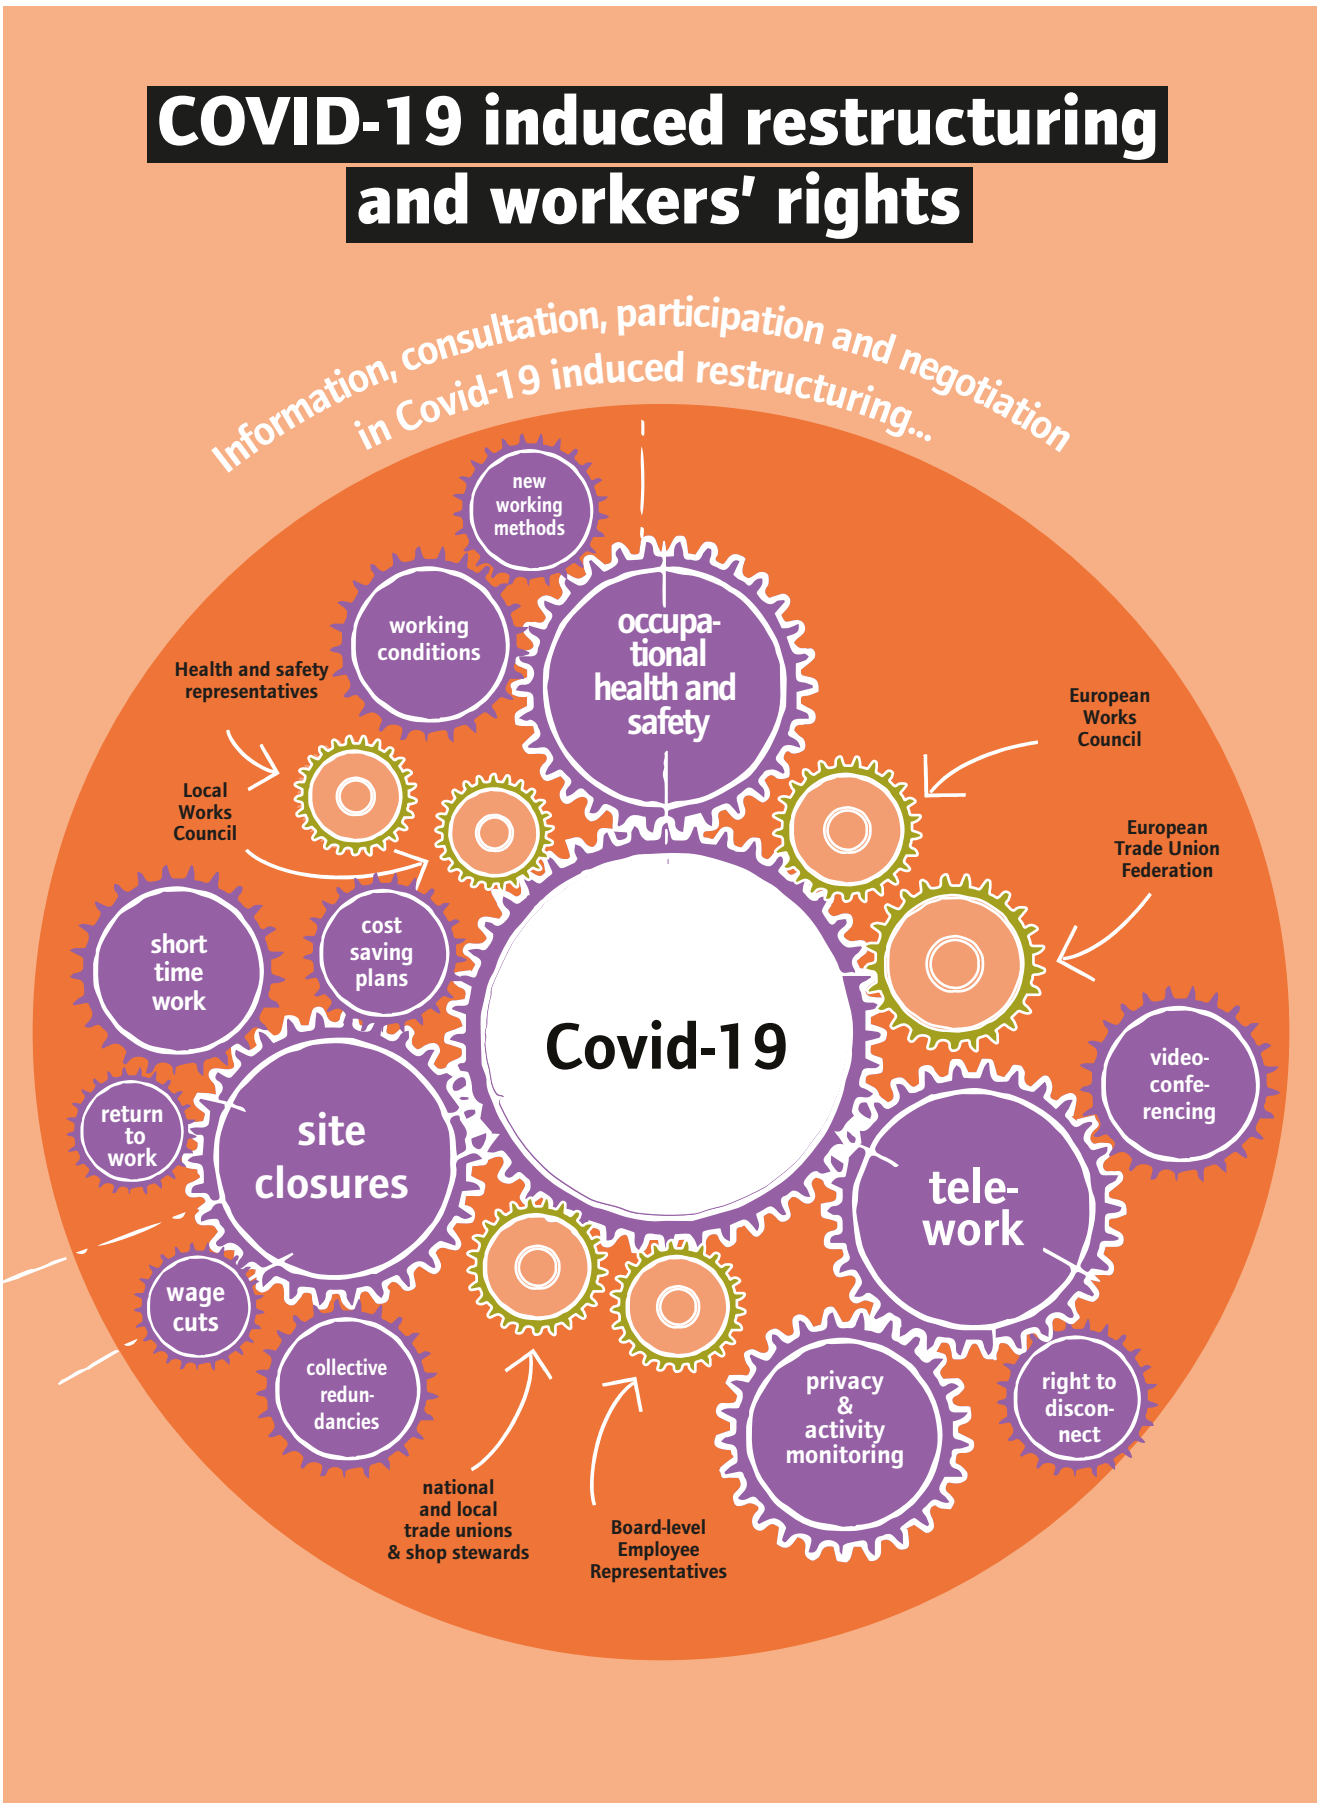 COVID-19 induced restructuring
and workers' rights
Information, consultation, participation and negotiation
in Covid-19 induced restructuring...
new
working
methods
working
conditions
occupa-
tional
health and
safety
Health and safety
representatives
Local
Works
Council
European
Works
Council
European
Trade Union
Federation
short
time
work
cost
saving
plans
Covid-19
video-
confe-
rencing
return
to
work
site
closures
tele-
work
wage
cuts
collective
redun-
dancies
privacy
&
activity
monitoring
right to
discon-
nect
national
and local
trade unions
& shop stewards
Board-level
Employee
Representatives